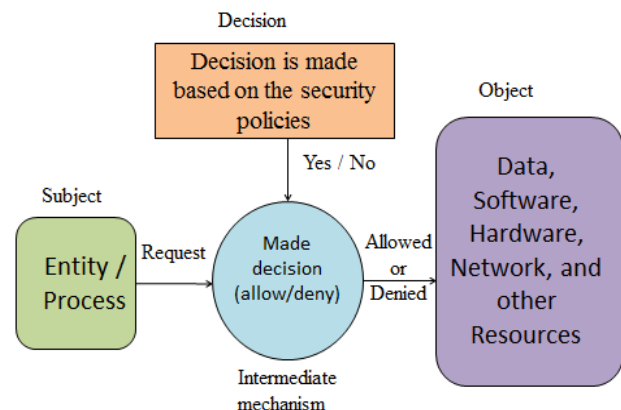 Decision
Decision is made
based on the security
policies
Object
Yes / No
Subject
Entity /
Process
Request
Made
decision
(allow/deny)
Allowed
or
Denied
Data,
Software,
Hardware,
Network, and
other
Resources
Intermediate
mechanism